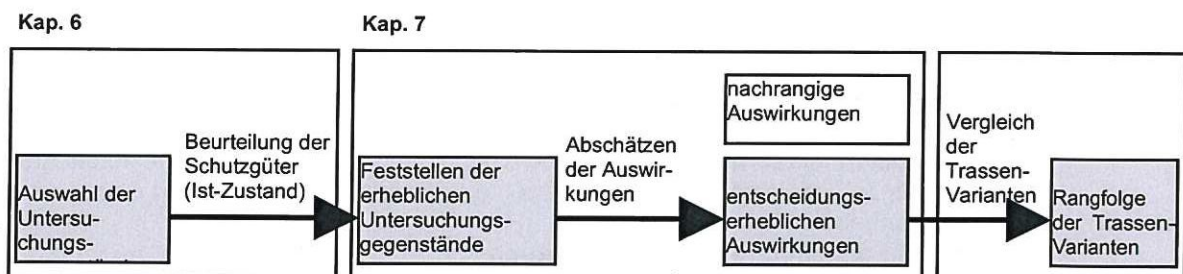 Kap. 6
Kap. 7
Auswahl der
Untersu-
chungs-
Beurteilung der
Schutzgüter
(Ist-Zustand)
Feststellen der
erheblichen
Untersuchungs-
gegenstände
Abschätzen
der Auswir-
kungen
nachrangige
Auswirkungen
entscheidungs-
erheblichen
Auswirkungen
Vergleich
der
Trassen-
Varianten
Rangfolge
der Trassen-
Varianten